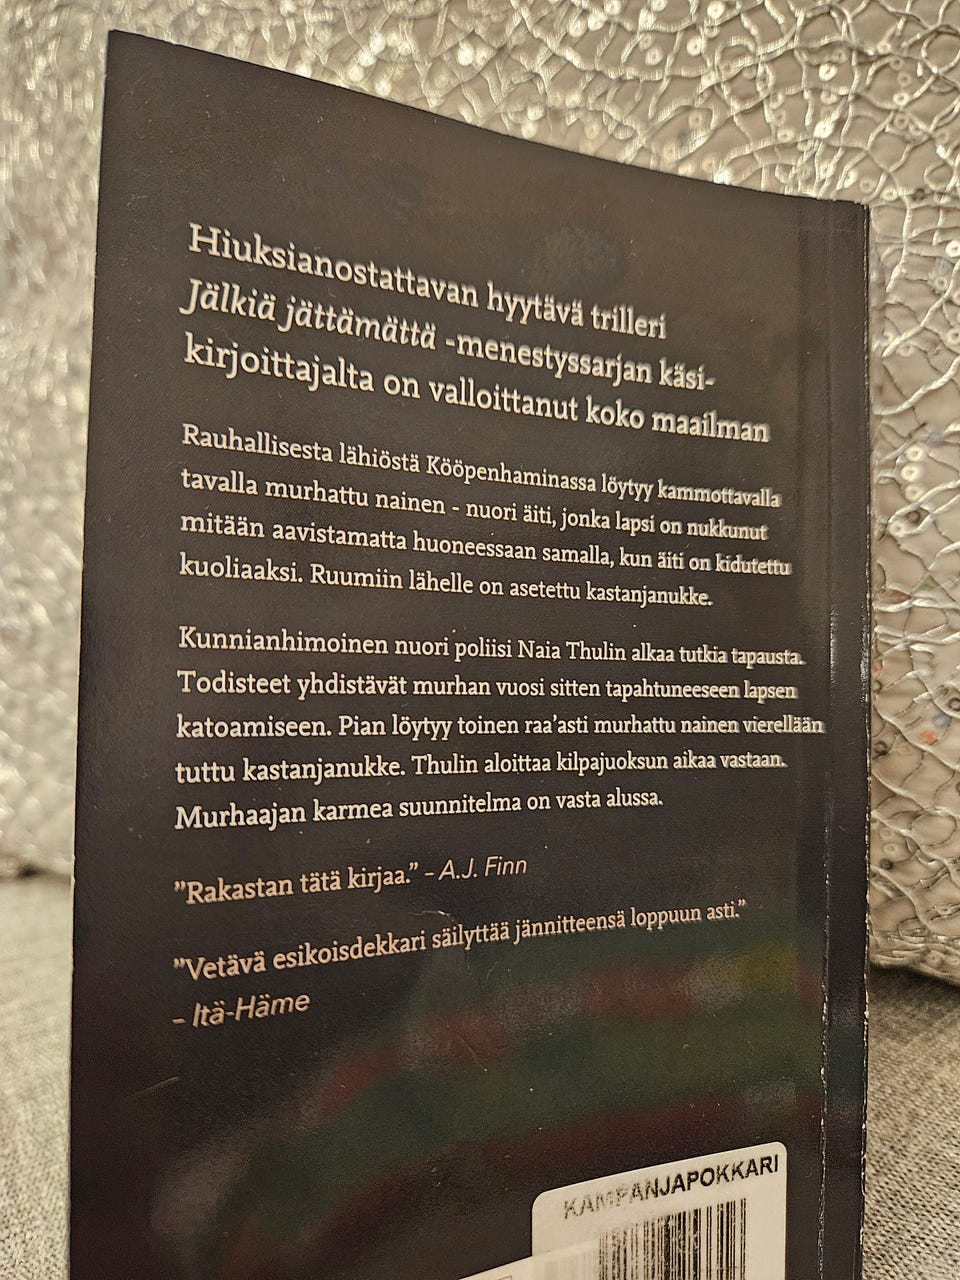 Hiuksianostattavan hyytävä trilleri
Jälkiä jättämättä -menestyssarjan käsi-
kirjoittajalta on valloittanut koko maailman
Rauhallisesta lähiöstä Kööpenhaminassa löytyy kammottavalla
tavalla murhattu nainen - nuori äiti, jonka lapsi on nukkunut
mitään aavistamatta huoneessaan samalla, kun äiti on kidutettu
kuoliaaksi. Ruumiin lähelle on asetettu kastanjanukke.
Kunnianhimoinen nuori poliisi Naia Thulin alkaa tutkia tapausta.
Todisteet yhdistävät murhan vuosi sitten tapahtuneeseen lapsen
katoamiseen. Pian löytyy toinen raa’asti murhattu nainen vierellään
tuttu kastanjanukke. Thulin aloittaa kilpajuoksun aikaa vastaan.
Murhaajan karmea suunnitelma on vasta alussa.
”Rakastan tätä kirjaa.” – A.J. Finn
”Vetävä esikoisdekkari säilyttää jännitteensä loppuun asti.”
– Itä-Häme
KAMPANJAPOKKARI